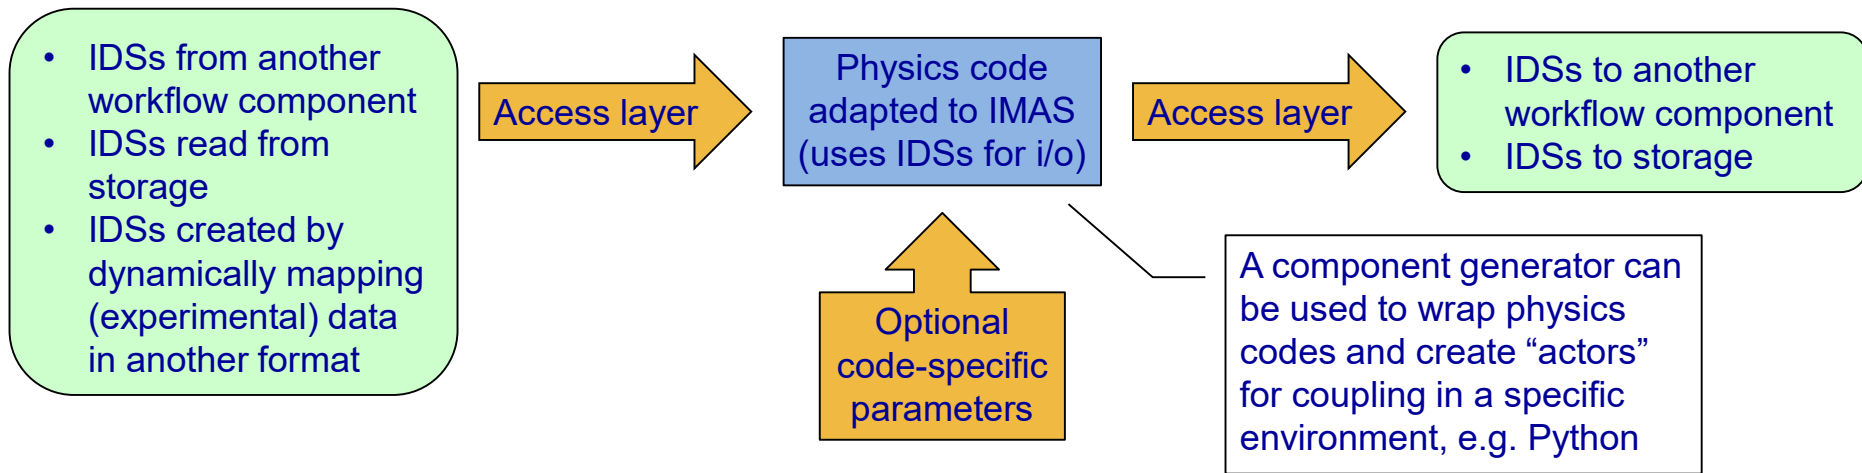 • IDSs from another
workflow component
• IDSs read from
storage
• IDSs created by
dynamically mapping
(experimental) data
in another format
Access layer
Physics code
adapted to IMAS
(uses IDSs for i/o)
Access layer
• IDSs to another
workflow component
• IDSs to storage
Optional
code-specific
parameters
A component generator can
be used to wrap physics
codes and create “actors”
for coupling in a specific
environment, e.g. Python